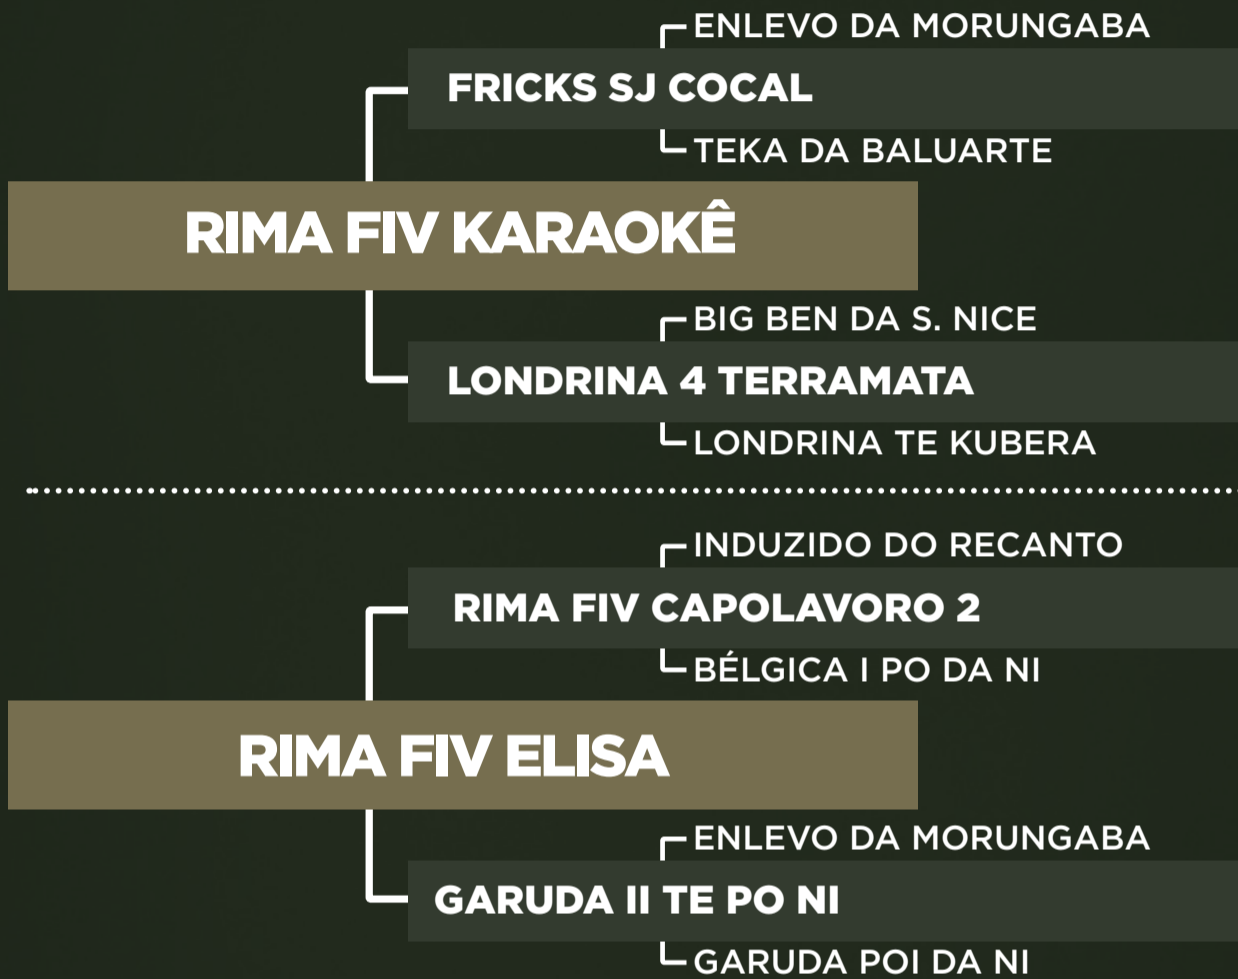 ENLEVO DA MORUNGABA
FRICKS SJ COCAL
TEKA DA BALUARTE
RIMA FIV KARAOKÊ
BIG BEN DA S. NICE
LONDRINA 4 TERRAMATA
LONDRINA TE KUBERA
INDUZIDO DO RECANTO
RIMA FIV CAPOLAVORO 2
BÉLGICA I PO DA NI
RIMA FIV ELISA
ENLEVO DA MORUNGABA
GARUDA II TE PO NI
GARUDA POI DA NI